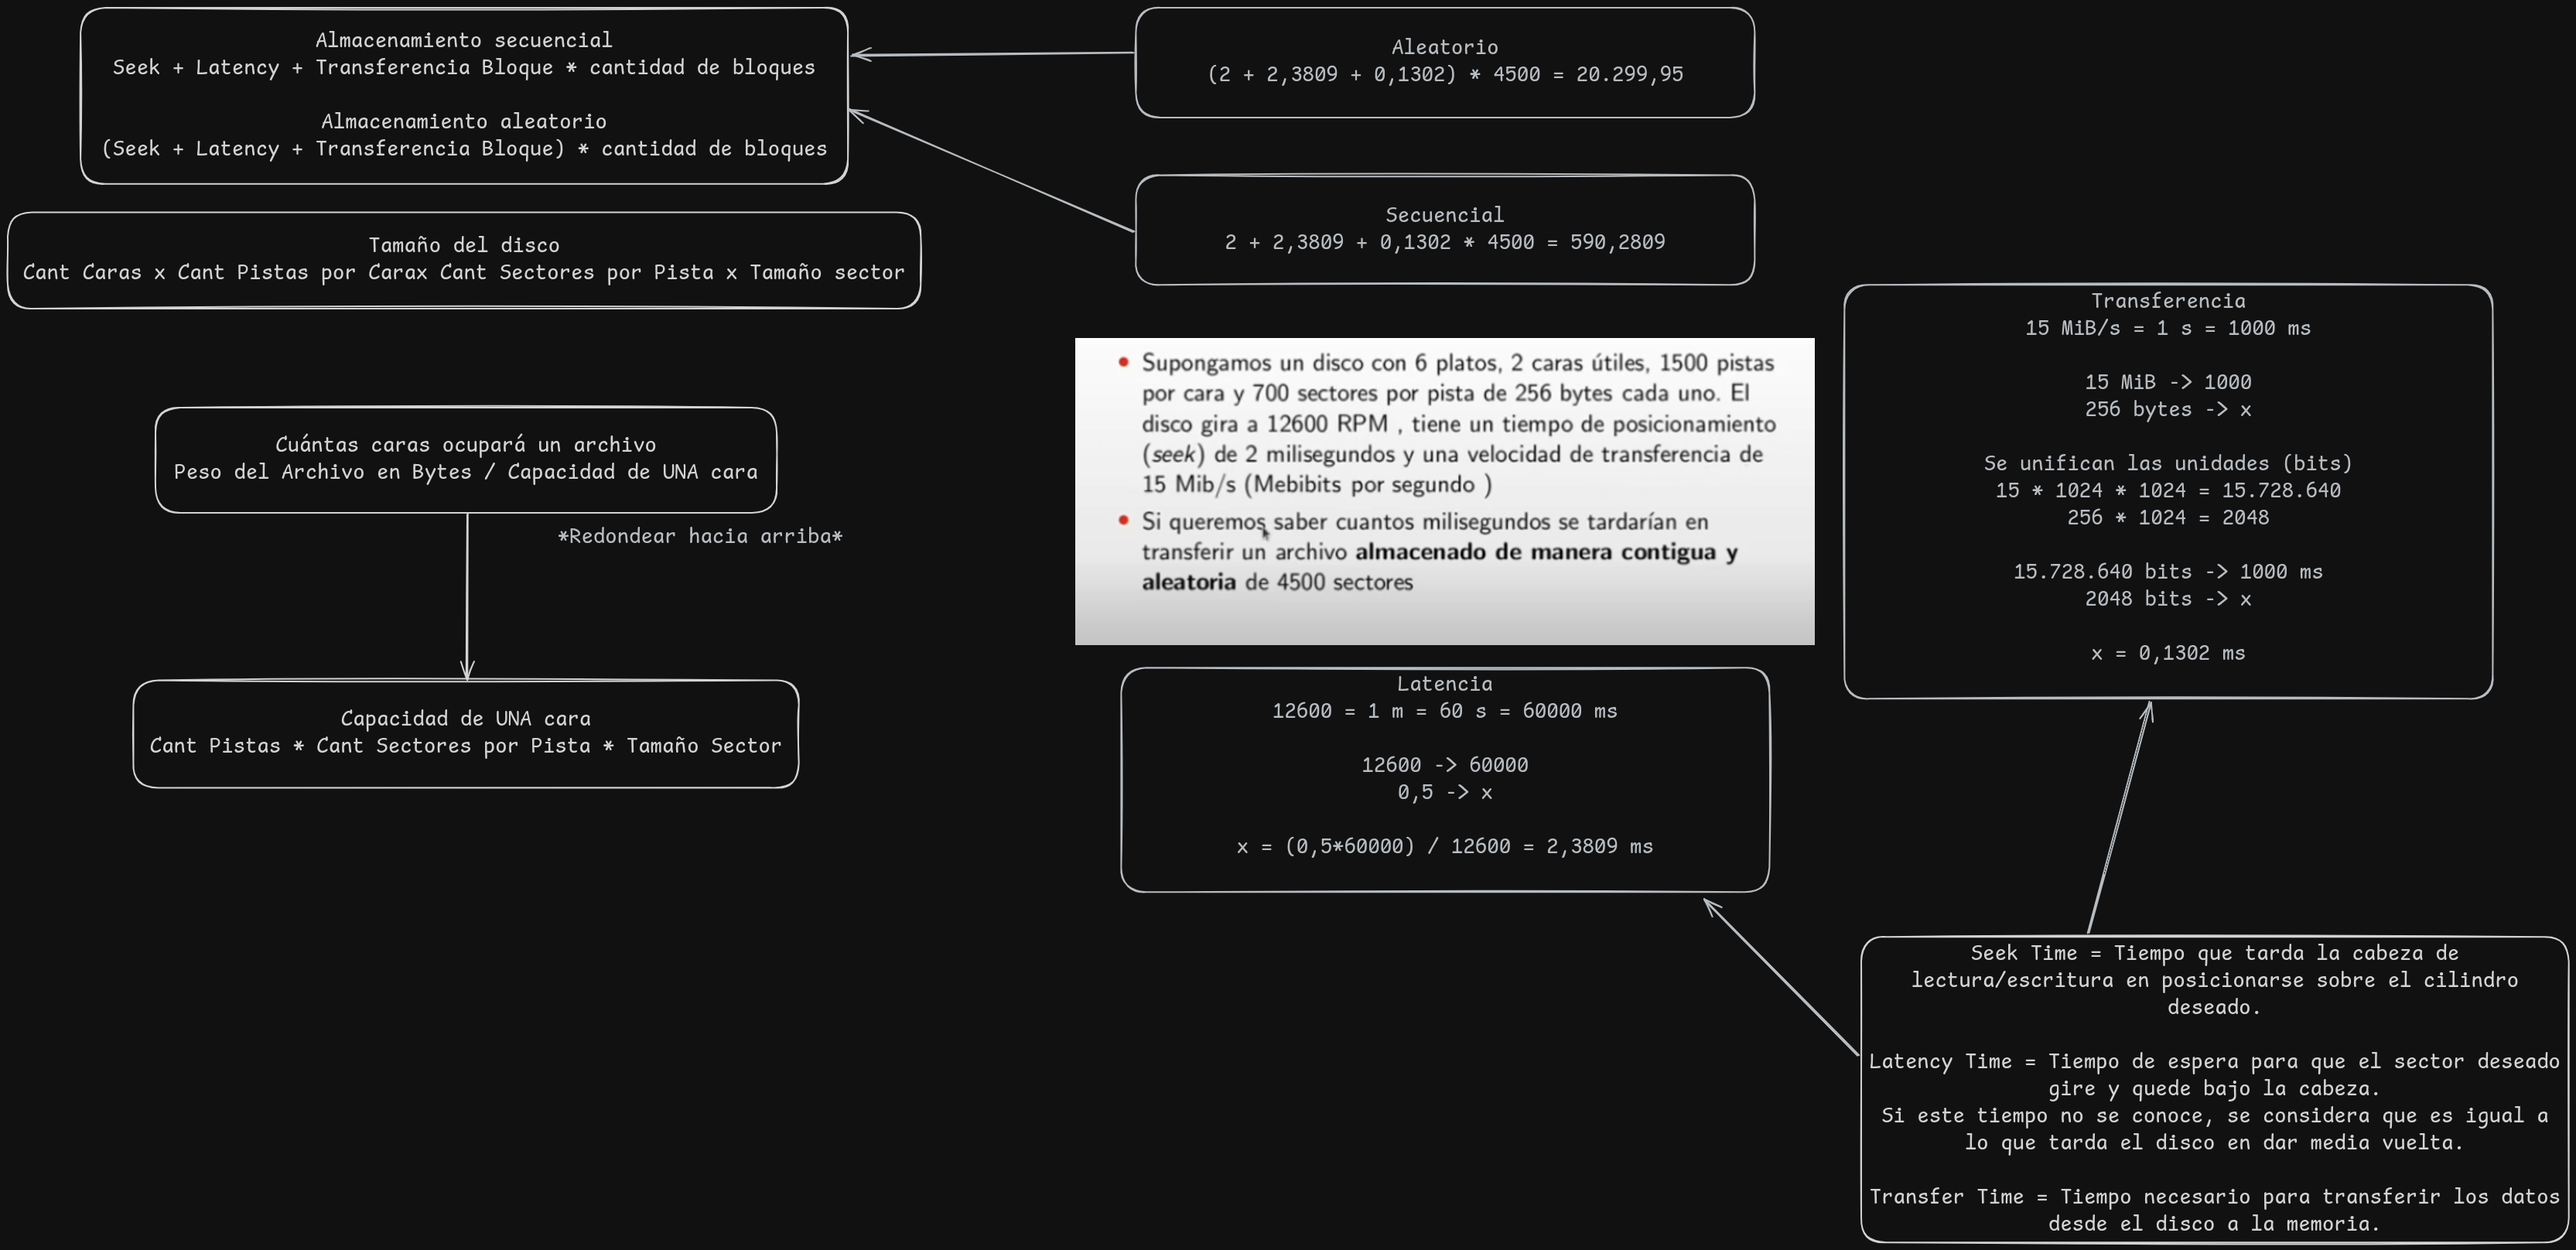 Almacenamiento secuencial
Seek + Latency + Transferencia Bloque * cantidad de bloques
Almacenamiento aleatorio
(Seek + Latency + Transferencia Bloque) * cantidad de bloques
Tamaño del disco
Cant Caras x Cant Pistas por Carax Cant Sectores por Pista x Tamaño sector
Cuántas caras ocupará un archivo
Peso del Archivo en Bytes / Capacidad de UNA cara
*Redondear hacia arriba*
Capacidad de UNA cara
Cant Pistas * Cant Sectores por Pista * Tamaño Sector
Aleatorio
(2 + 2,3809 + 0,1302) * 4500 = 20.299,95
Secuencial
2 + 2,3809 + 0,1302 * 4500 = 590,2809
Supongamos un disco con 6 platos, 2 caras útiles, 1500 pistas
por cara y 700 sectores por pista de 256 bytes cada uno. El
disco gira a 12600 RPM , tiene un tiempo de posicionamiento
(seek) de 2 milisegundos y una velocidad de transferencia de
15 Mib/s (Mebibits por segundo )
Si queremos saber cuantos milisegundos se tardarían en
transferir un archivo almacenado de manera contigua y
aleatoria de 4500 sectores
Latencia
12600 = 1 m = 60 s = 60000 ms
12600 -> 60000
0,5 -> x
x = (0,5*60000) / 12600 = 2,3809 ms
Transferencia
15 MiB/s = 1 s = 1000 ms
15 MiB -> 1000
256 bytes -> x
Se unifican las unidades (bits)
15 * 1024 * 1024 = 15.728.640
256 * 1024 = 2048
15.728.640 bits -> 1000 ms
2048 bits -> x
x = 0,1302 ms
Seek Time = Tiempo que tarda la cabeza de
lectura/escritura en posicionarse sobre el cilindro
deseado.
Latency Time = Tiempo de espera para que el sector deseado
gire y quede bajo la cabeza.
Si este tiempo no se conoce, se considera que es igual a
lo que tarda el disco en dar media vuelta.
Transfer Time = Tiempo necesario para transferir los datos
desde el disco a la memoria.